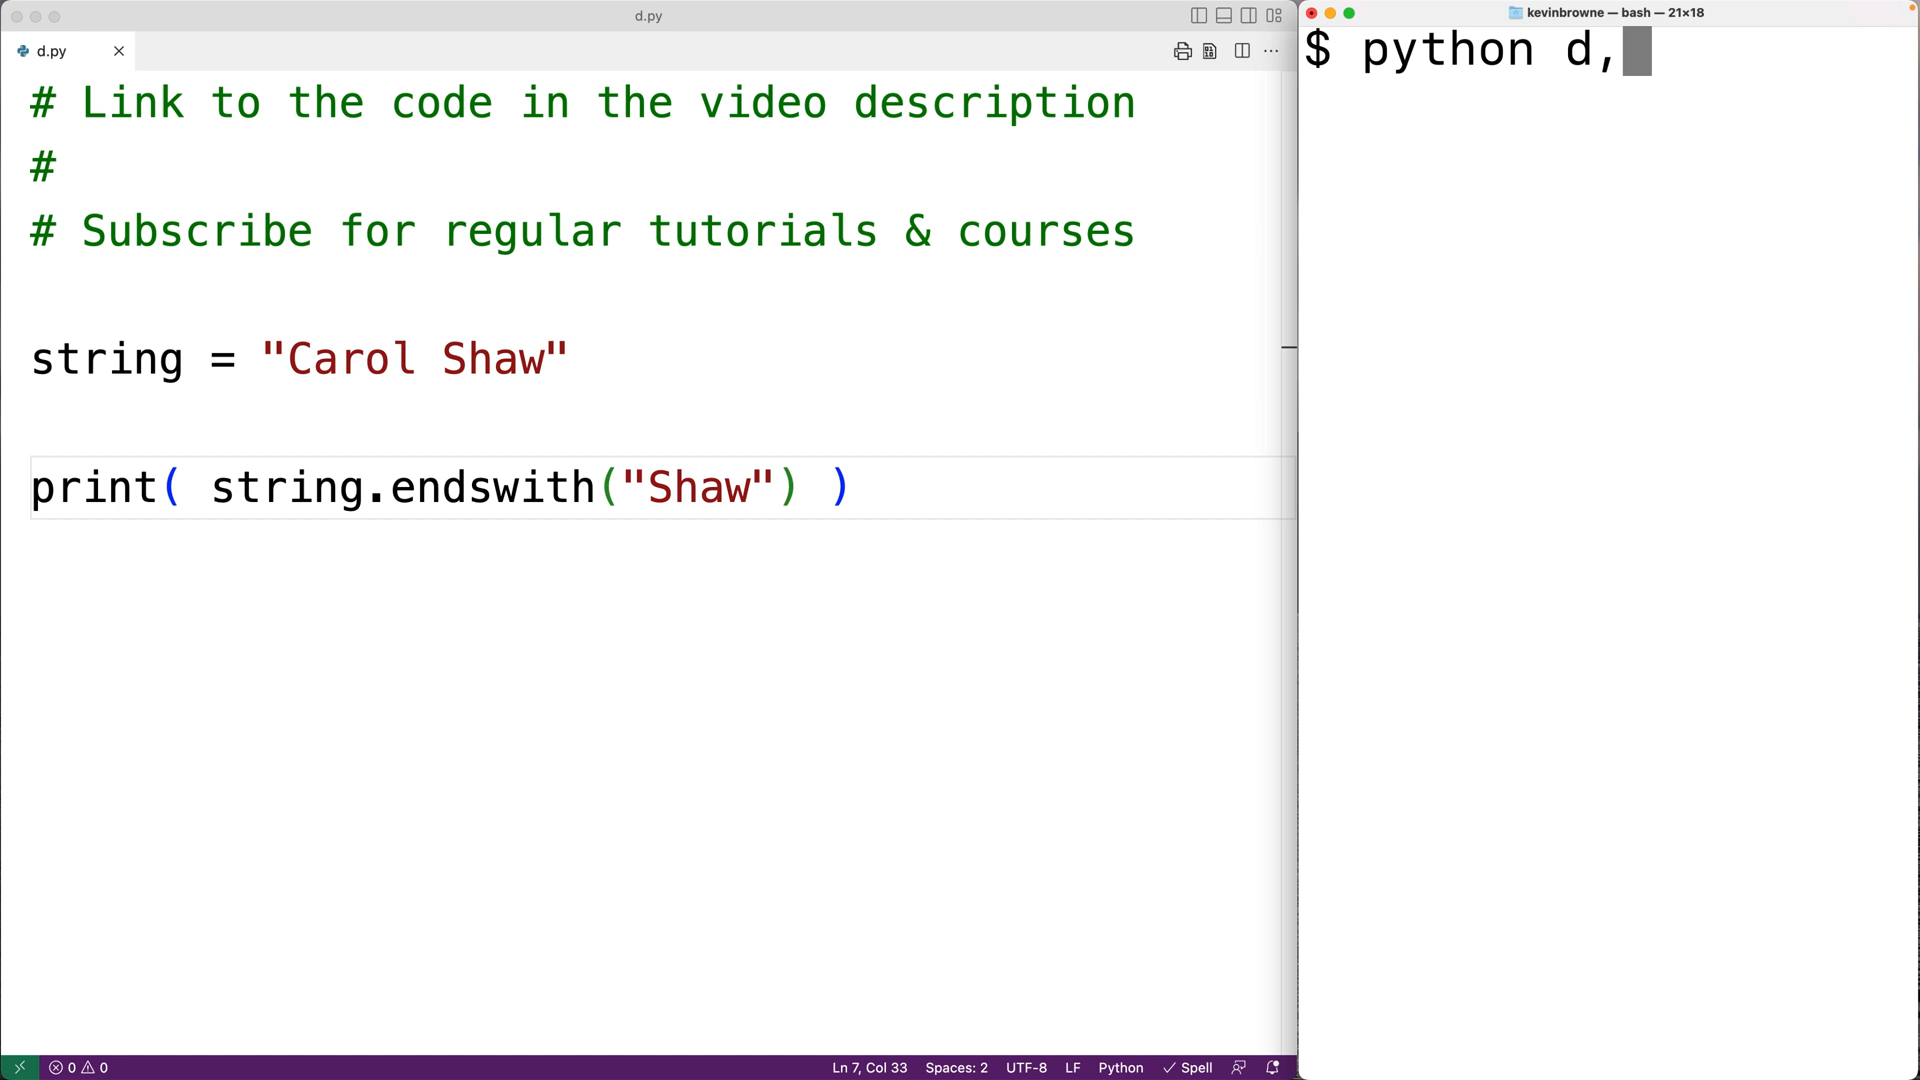 d.py
d.py
# Link to the code in the video description
#
# Subscribe for regular tutorials & courses
string = "Carol Shaw"
print( string.endswith("Shaw") )
0 0
Ln 7, Col 33 Spaces: 2 UTF-8 LF Python Spell
kevinbrowne — bash — 21×18
$ python d,